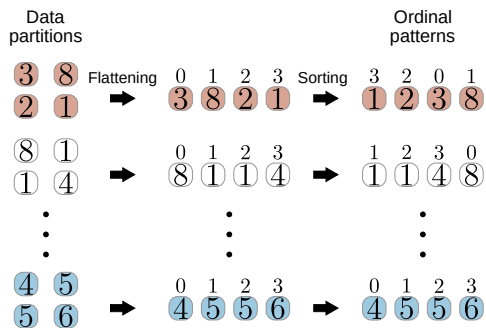 Data partitions
Ordinal patterns
Flattening
Sorting
3 8
2 1
0 1 2 3
3 8 2 1
3 2 0 1
1 2 3 8
8 1
1 4
0 1 2 3
8 1 1 4
1 2 3 0
1 1 4 8
4 5
5 6
0 1 2 3
4 5 5 6
0 1 2 3
4 5 5 6